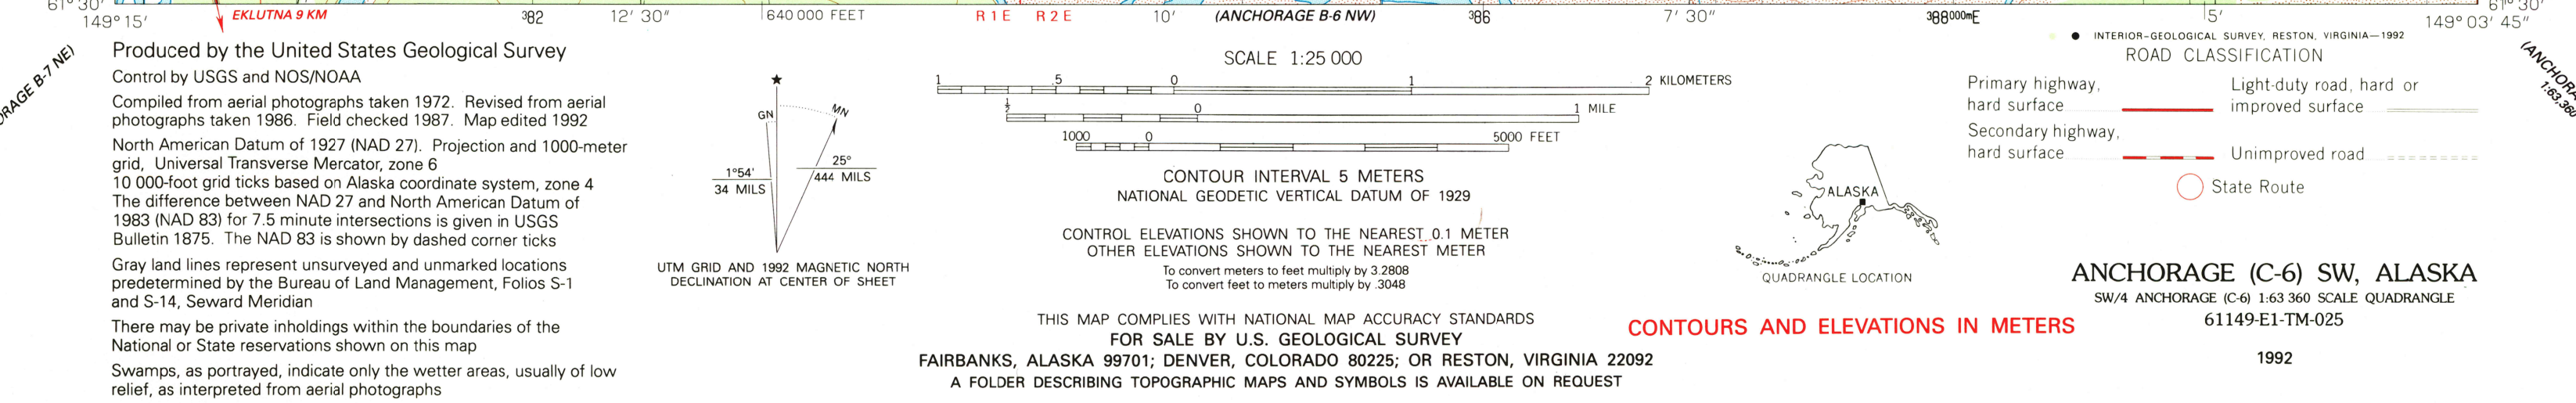 61° 30'
149° 15'
EKLUTNA 9 KM
382
12' 30"
640 000 FEET
R 1 E R 2 E
10'
(ANCHORAGE B-6 NW)
386
7' 30"
388000mE
5'
61° 30'
149° 03' 45"
ORAGE B-7 NE)
(ANCHORA
1:63,360
Produced by the United States Geological Survey
Control by USGS and NOS/NOAA
Compiled from aerial photographs taken 1972. Revised from aerial
photographs taken 1986. Field checked 1987. Map edited 1992
North American Datum of 1927 (NAD 27). Projection and 1000-meter
grid, Universal Transverse Mercator, zone 6
10 000-foot grid ticks based on Alaska coordinate system, zone 4
The difference between NAD 27 and North American Datum of
1983 (NAD 83) for 7.5 minute intersections is given in USGS
Bulletin 1875. The NAD 83 is shown by dashed corner ticks
Gray land lines represent unsurveyed and unmarked locations
predetermined by the Bureau of Land Management, Folios S-1
and S-14, Seward Meridian
There may be private inholdings within the boundaries of the
National or State reservations shown on this map
Swamps, as portrayed, indicate only the wetter areas, usually of low
relief, as interpreted from aerial photographs
★
GN
MN
1°54'
34 MILS
25°
444 MILS
UTM GRID AND 1992 MAGNETIC NORTH
DECLINATION AT CENTER OF SHEET
SCALE 1:25 000
1 .5 0 1 2 KILOMETERS
½ 0 1 MILE
1000 0 5000 FEET
CONTOUR INTERVAL 5 METERS
NATIONAL GEODETIC VERTICAL DATUM OF 1929
CONTROL ELEVATIONS SHOWN TO THE NEAREST 0.1 METER
OTHER ELEVATIONS SHOWN TO THE NEAREST METER
To convert meters to feet multiply by 3.2808
To convert feet to meters multiply by .3048
THIS MAP COMPLIES WITH NATIONAL MAP ACCURACY STANDARDS
FOR SALE BY U.S. GEOLOGICAL SURVEY
FAIRBANKS, ALASKA 99701; DENVER, COLORADO 80225; OR RESTON, VIRGINIA 22092
A FOLDER DESCRIBING TOPOGRAPHIC MAPS AND SYMBOLS IS AVAILABLE ON REQUEST
CONTOURS AND ELEVATIONS IN METERS
ALASKA
QUADRANGLE LOCATION
INTERIOR-GEOLOGICAL SURVEY, RESTON, VIRGINIA—1992
ROAD CLASSIFICATION
Primary highway,
hard surface
Light-duty road, hard or
improved surface
Secondary highway,
hard surface
Unimproved road
State Route
ANCHORAGE (C-6) SW, ALASKA
SW/4 ANCHORAGE (C-6) 1:63 360 SCALE QUADRANGLE
61149-E1-TM-025
1992